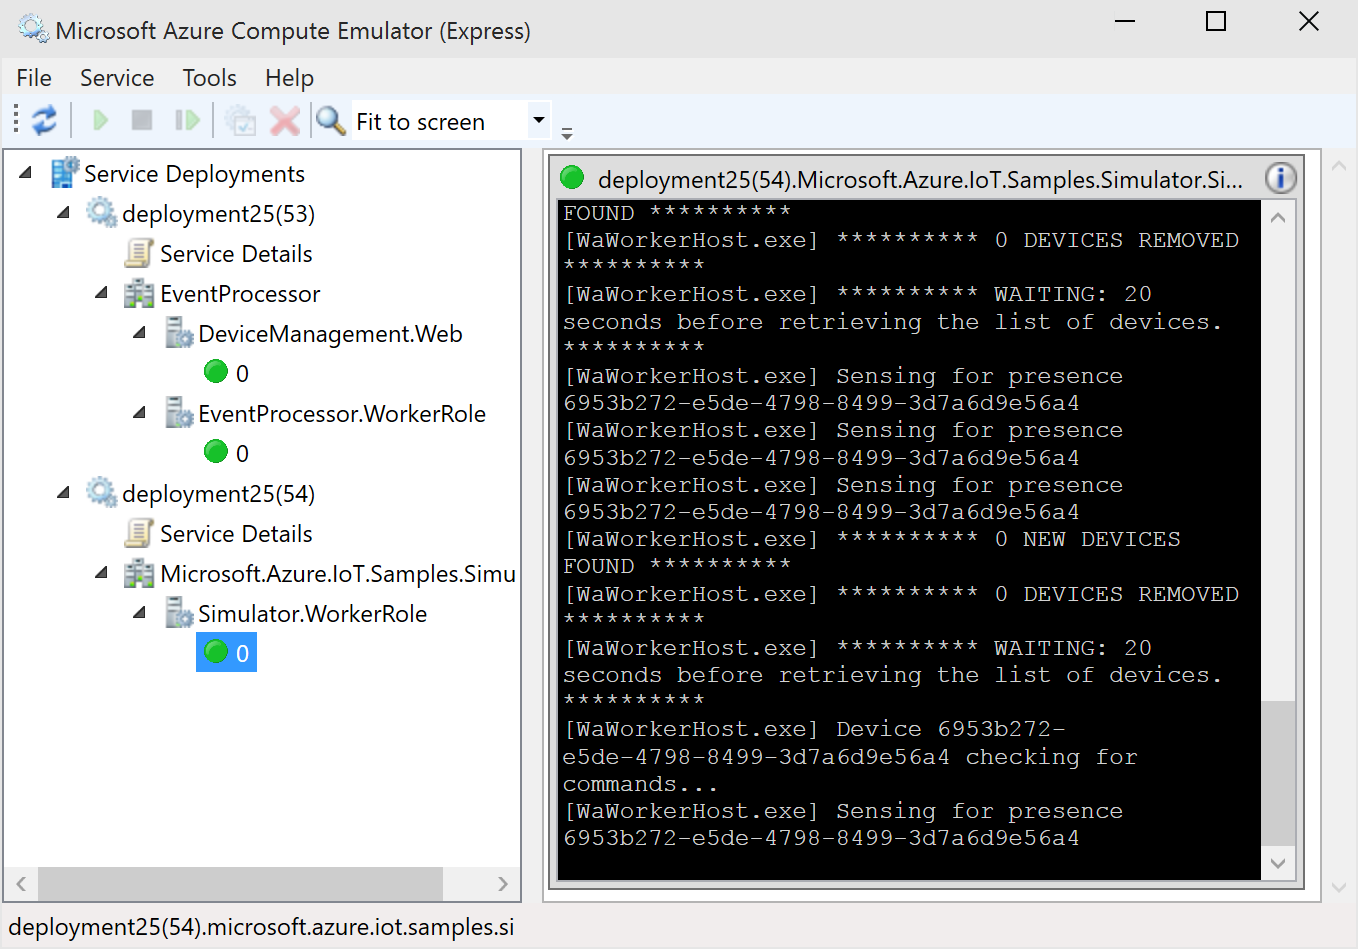 Microsoft Azure Compute Emulator (Express)
File Service Tools Help
Fit to screen
Service Deployments
deployment25(53)
Service Details
EventProcessor
DeviceManagement.Web
0
EventProcessor.WorkerRole
0
deployment25(54)
Service Details
Microsoft.Azure.IoT.Samples.Simu
Simulator.WorkerRole
0
deployment25(54).Microsoft.Azure.IoT.Samples.Simulator.Si...
FOUND **********
[WaWorkerHost.exe] ********** 0 DEVICES REMOVED
**********
[WaWorkerHost.exe] ********** WAITING: 20
seconds before retrieving the list of devices.
**********
[WaWorkerHost.exe] Sensing for presence
6953b272-e5de-4798-8499-3d7a6d9e56a4
[WaWorkerHost.exe] Sensing for presence
6953b272-e5de-4798-8499-3d7a6d9e56a4
[WaWorkerHost.exe] Sensing for presence
6953b272-e5de-4798-8499-3d7a6d9e56a4
[WaWorkerHost.exe] ********** 0 NEW DEVICES
FOUND **********
[WaWorkerHost.exe] ********** 0 DEVICES REMOVED
**********
[WaWorkerHost.exe] ********** WAITING: 20
seconds before retrieving the list of devices.
**********
[WaWorkerHost.exe] Device 6953b272-
e5de-4798-8499-3d7a6d9e56a4 checking for
commands...
[WaWorkerHost.exe] Sensing for presence
6953b272-e5de-4798-8499-3d7a6d9e56a4
deployment25(54).microsoft.azure.iot.samples.si